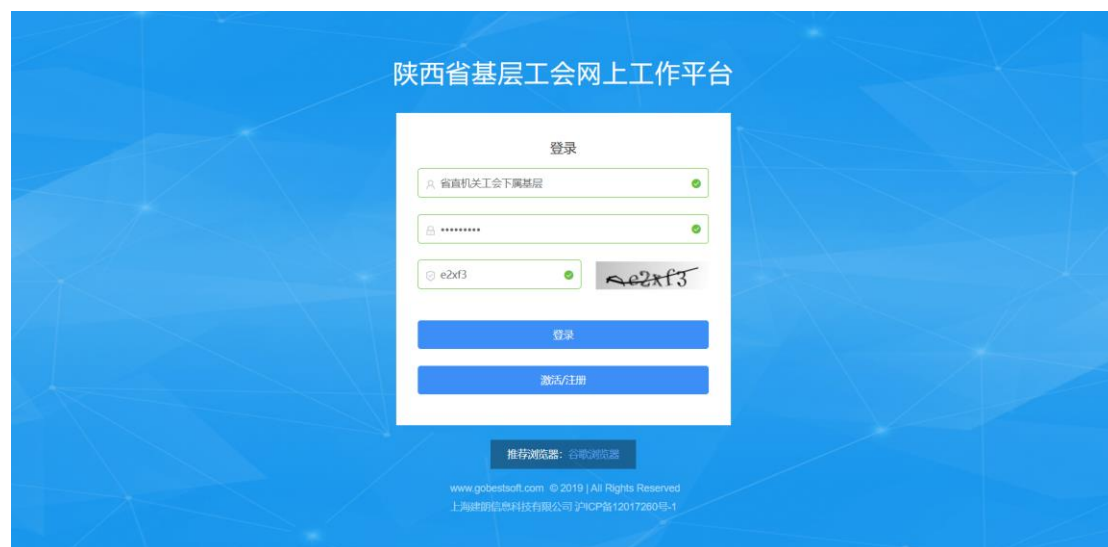 陕西省基层工会网上工作平台
登录
省直机关工会下属基层
•••••••••
e2xf3
e2xf3
登录
激活/注册
推荐浏览器：谷歌浏览器
www.gobestsoft.com © 2019 | All Rights Reserved
上海建朗信息科技有限公司 沪ICP备12017260号-1